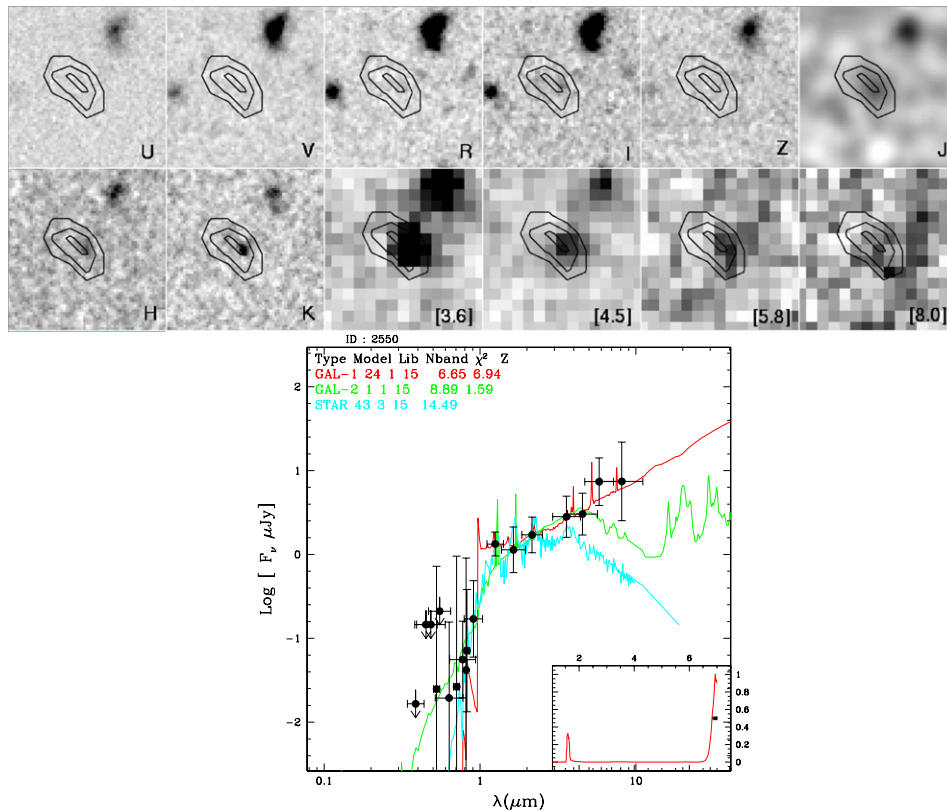 U V R I Z J
H K [3.6] [4.5] [5.8] [8.0]
ID : 2550
Type Model Lib Nband χ² Z
GAL-1 24 1 15 6.65 6.94
GAL-2 1 1 15 8.89 1.59
STAR 43 3 15 14.49
Log [ Fν μJy]
2
1
0
-1
-2
2 4 6
1
0.8
0.6
0.4
0.2
0
0.1 1 10
λ(μm)